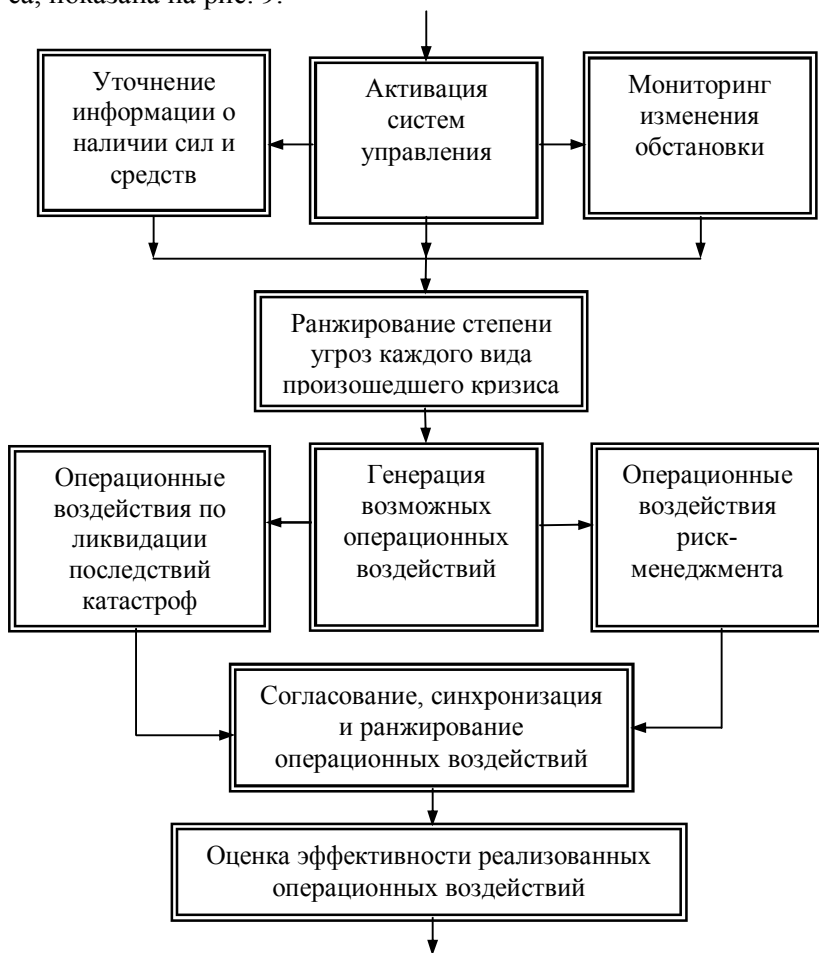 са, показана на рис. 9.
Уточнение
информации о
наличии сил и
средств
Активация
систем
управления
Мониторинг
изменения
обстановки
Ранжирование степени
угроз каждого вида
произошедшего кризиса
Операционные
воздействия по
ликвидации
последствий
катастроф
Генерация
возможных
операционных
воздействий
Операционные
воздействия
риск-
менеджмента
Согласование, синхронизация
и ранжирование
операционных воздействий
Оценка эффективности реализованных
операционных воздействий